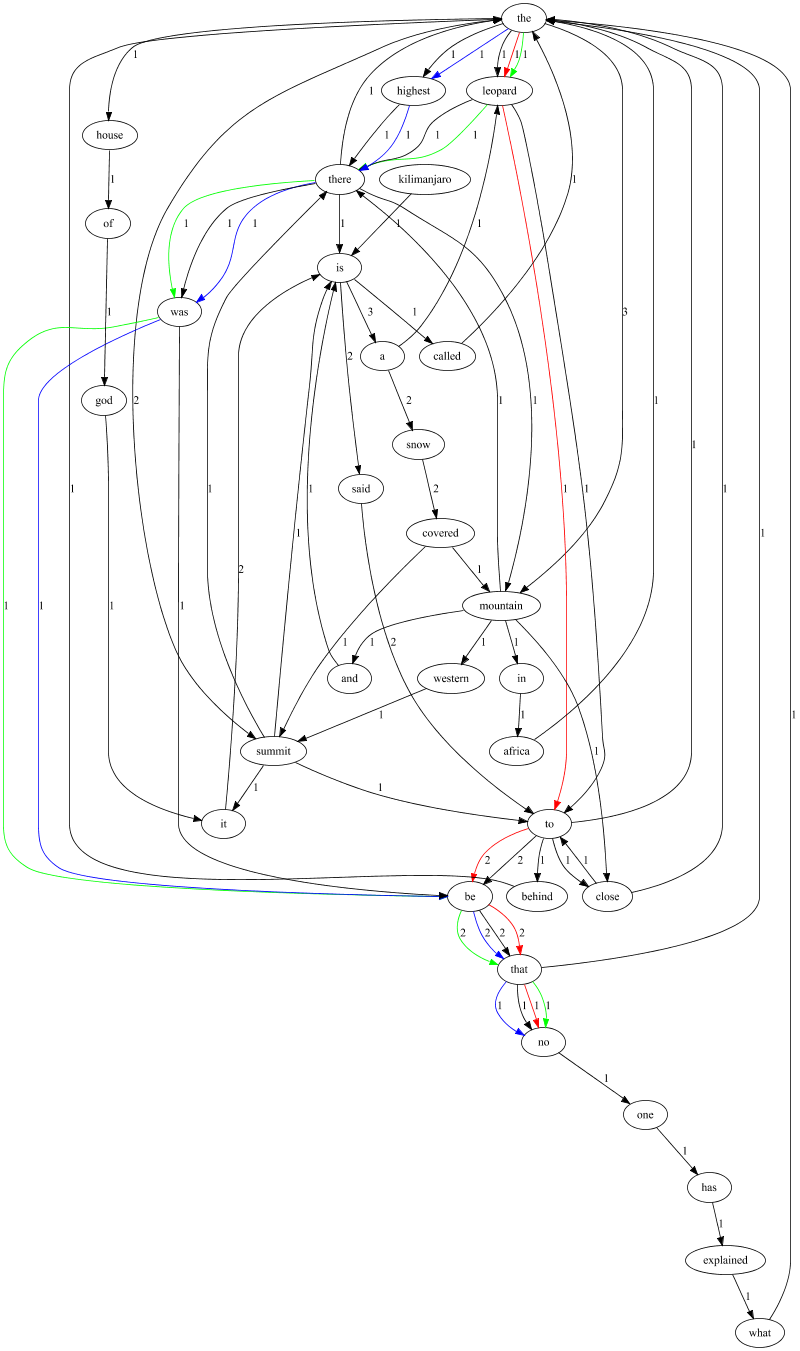 the
1 1 1 1 1 1
highest leopard
house 1 1 1 1 1
1 there kilimanjaro
of 1 1 1 1 1 1
is
was 1 3 1 3
1 2 a called
god 2 2 1 1 1
snow
1 1 said 2 1 1 1
covered
1 2 1
mountain
1 1 1 1 1 2 1 1 1 1
and western in
1 1
summit africa 1
1 1
it to
2 2 1 1 1
be behind close
2 2 2 2
that
1 1 1 1
no
1
one
1
has
1
explained
1
what